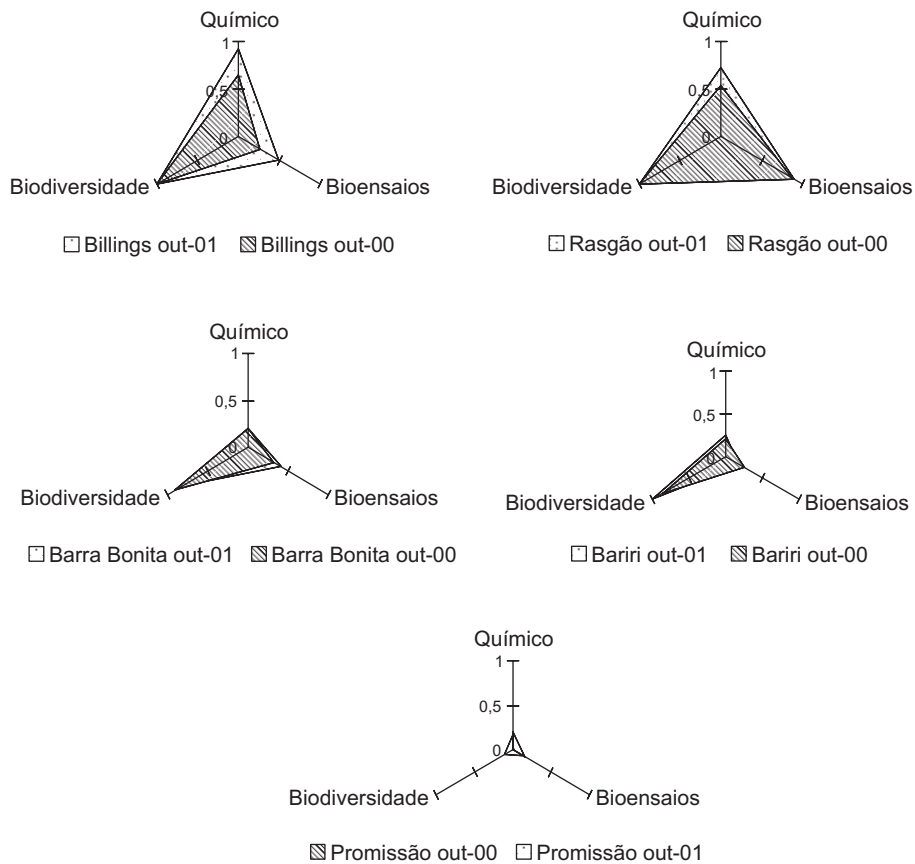 Químico
1
0,5
0
Biodiversidade
Bioensaios
Billings out-01 Billings out-00
Químico
1
0,5
0
Biodiversidade
Bioensaios
Rasgão out-01 Rasgão out-00
Químico
1
0,5
0
Biodiversidade
Bioensaios
Barra Bonita out-01 Barra Bonita out-00
Químico
1
0,5
0
Biodiversidade
Bioensaios
Bariri out-01 Bariri out-00
Químico
1
0,5
0
Biodiversidade
Bioensaios
Promissão out-00 Promissão out-01